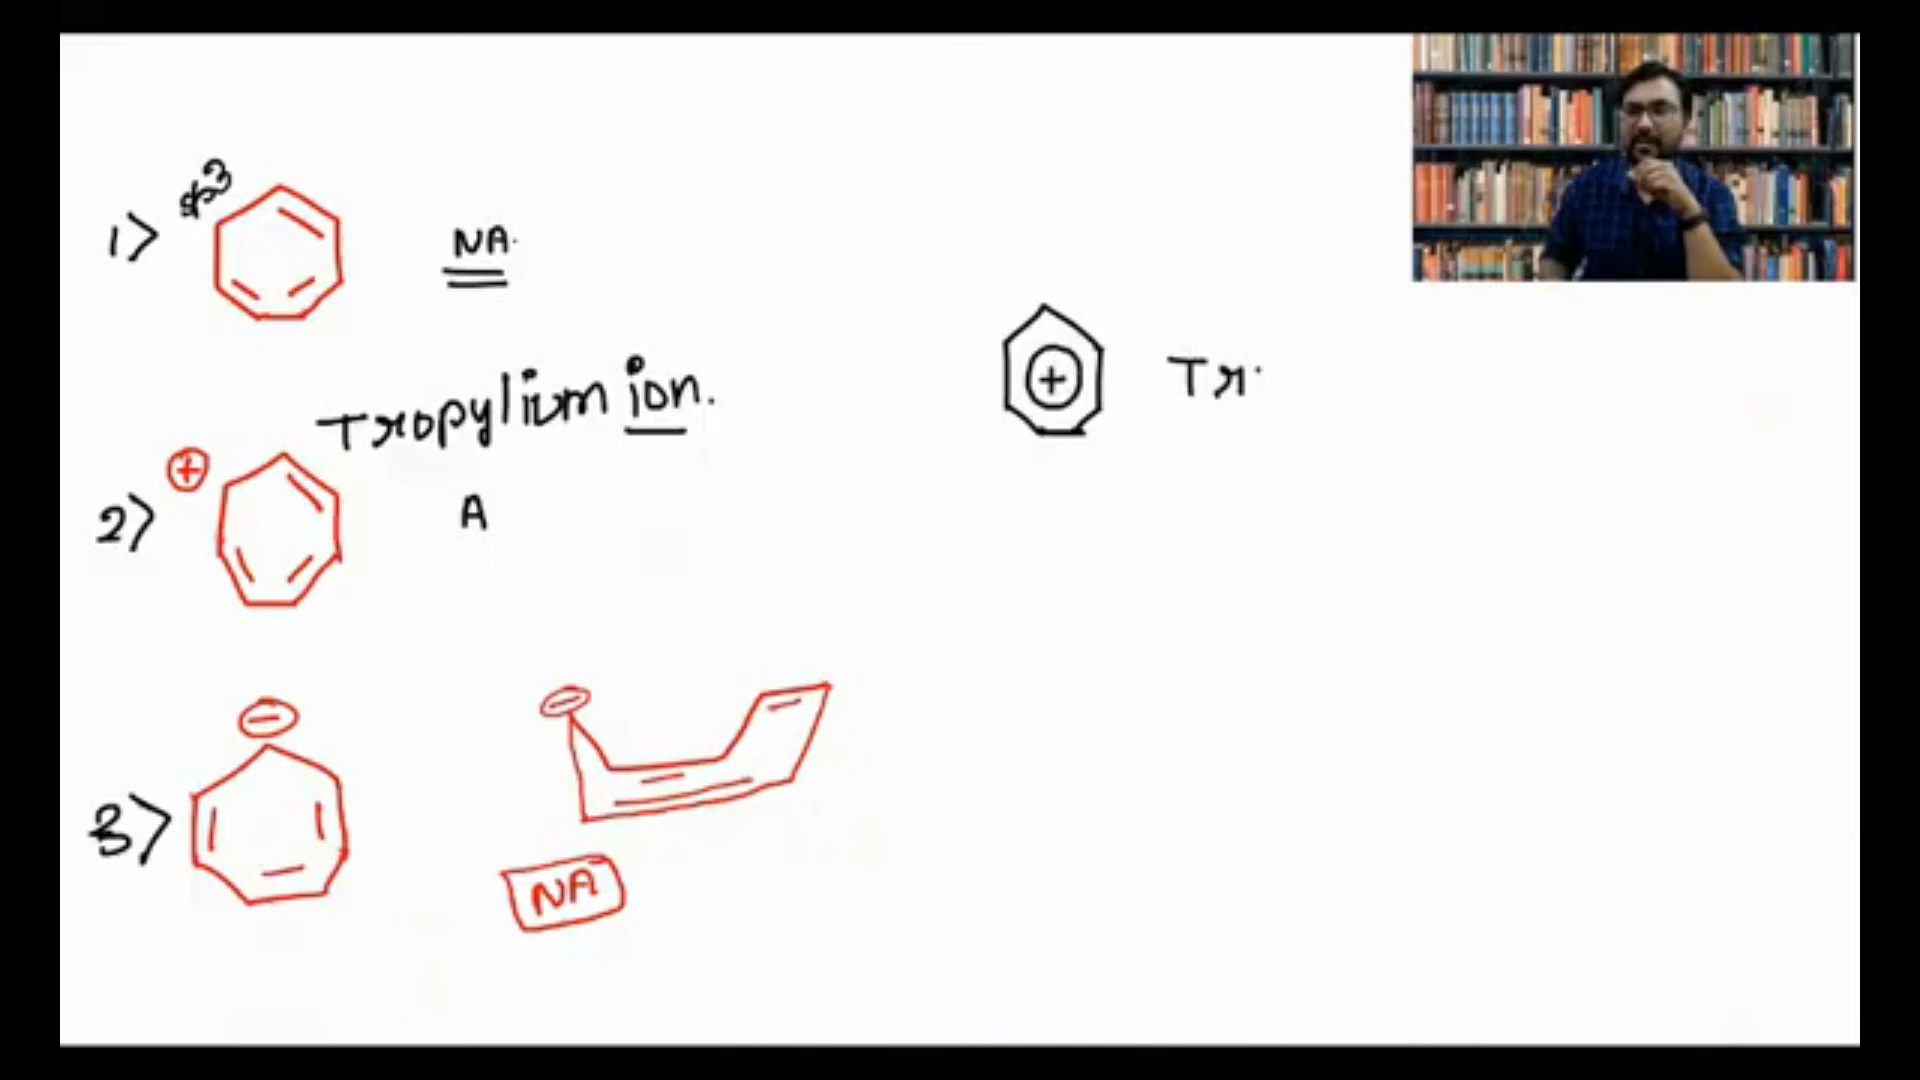 1>
sp3
NA.
Tropylium ion.
+
Tr.
2>
+
A
3>
NA